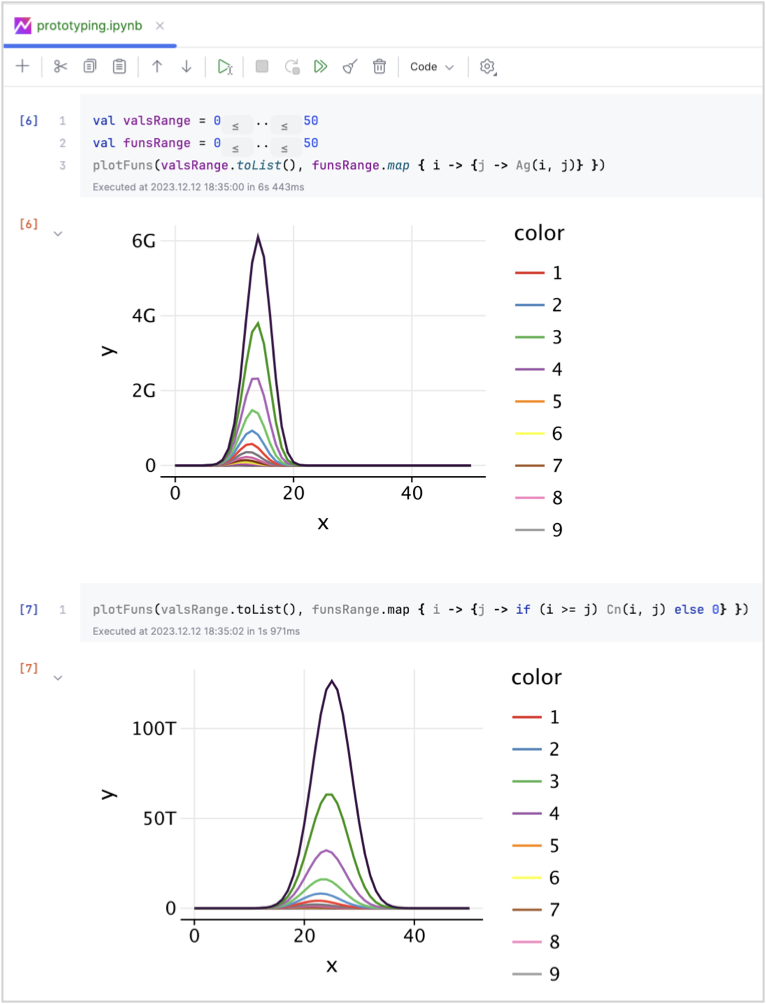 prototyping.ipynb
Code
[6] 1 val valsRange = 0 ≤ .. ≤ 50
2 val funsRange = 0 ≤ .. ≤ 50
3 plotFuns(valsRange.toList(), funsRange.map { i -> {j -> Ag(i, j)} })
Executed at 2023.12.12 18:35:00 in 6s 443ms
[6]
6G
4G
2G
0
y
0 20 40
x
color
1
2
3
4
5
6
7
8
9
[7] 1 plotFuns(valsRange.toList(), funsRange.map { i -> {j -> if (i >= j) Cn(i, j) else 0} })
Executed at 2023.12.12 18:35:02 in 1s 971ms
[7]
100T
50T
0
y
0 20 40
x
color
1
2
3
4
5
6
7
8
9